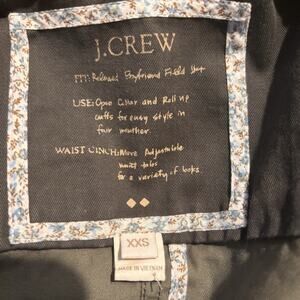 J.CREW
FIT: Relaxed Boyfriend Field
USE: Open Collar and Roll up
cuffs for easy style in
fair weather.
WAIST CINCH: Move Adjustable
waist tabs
for a variety of looks
XXS
MADE IN VIETNAM